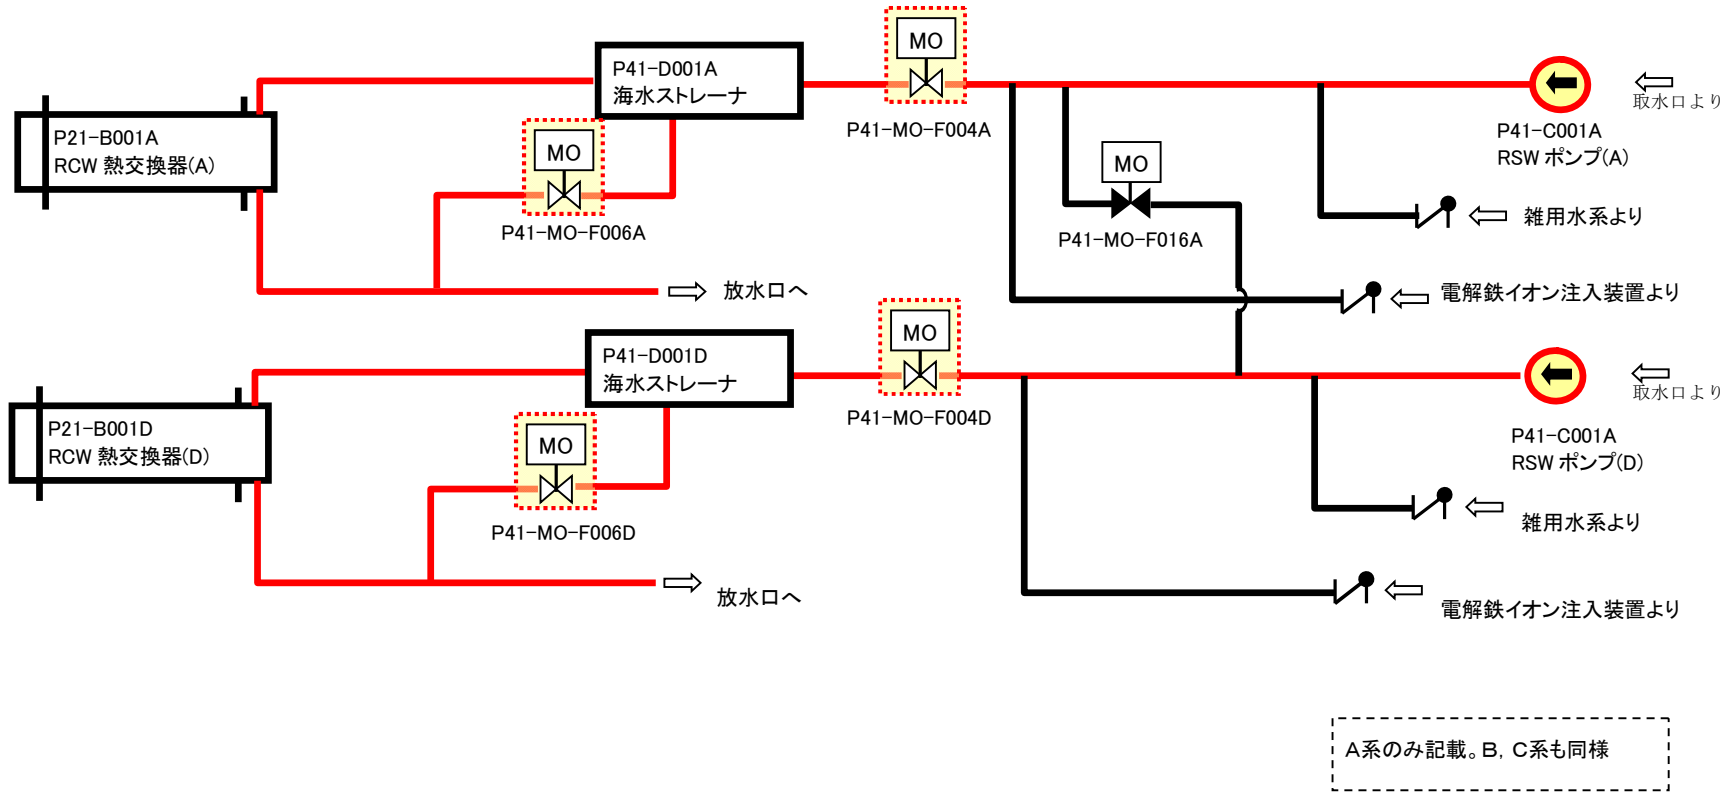 MO
P41-D001A
海水ストレーナ
取水口より
P41-MO-F004A
P41-C001A
RSW ポンプ(A)
P21-B001A
RCW 熱交換器(A)
MO
MO
雑用水系より
P41-MO-F006A
P41-MO-F016A
放水口へ
電解鉄イオン注入装置より
MO
P41-D001D
海水ストレーナ
取水口より
P41-MO-F004D
P41-C001A
RSW ポンプ(D)
P21-B001D
RCW 熱交換器(D)
MO
P41-MO-F006D
雑用水系より
放水口へ
電解鉄イオン注入装置より
A系のみ記載。B, C系も同様